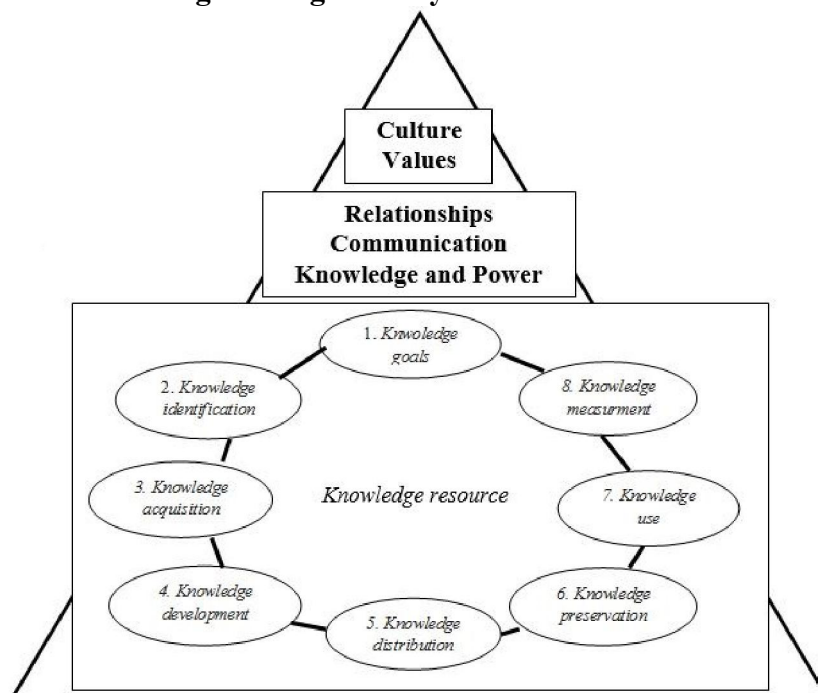 Culture
Values
Relationships
Communication
Knowledge and Power
1. Knwoledge
goals
2. Knowledge
identification
8. Knowledge
measurment
3. Knowledge
acquisition
Knowledge resource
7. Knowledge
use
4. Knowledge
development
6. Knowledge
preservation
5. Knowledge
distribution